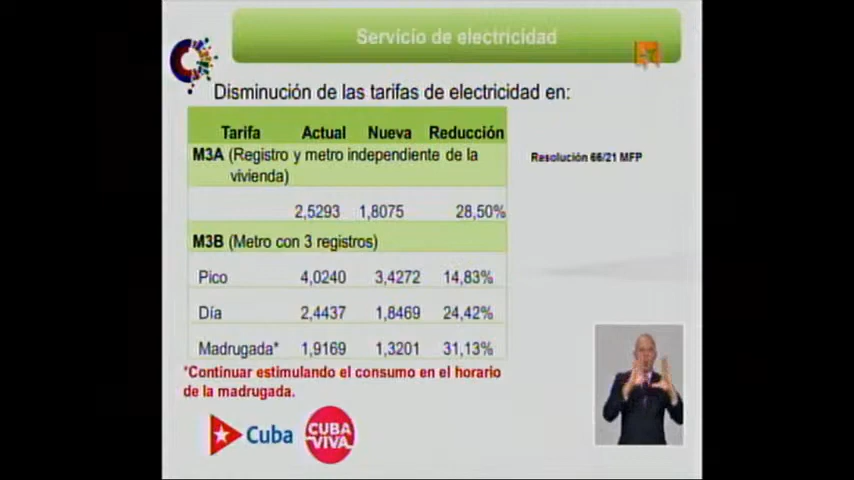 Servicio de electricidad
Disminución de las tarifas de electricidad en:
Tarifa Actual Nueva Reducción
M3A (Registro y metro independiente de la
vivienda)
2,5293 1,8075 28,50%
M3B (Metro con 3 registros)
Pico 4,0240 3,4272 14,83%
Día 2,4437 1,8469 24,42%
Madrugada* 1,9169 1,3201 31,13%
*Continuar estimulando el consumo en el horario
de la madrugada.
Resolución 66/21 MFP
Cuba
CUBA
VIVA